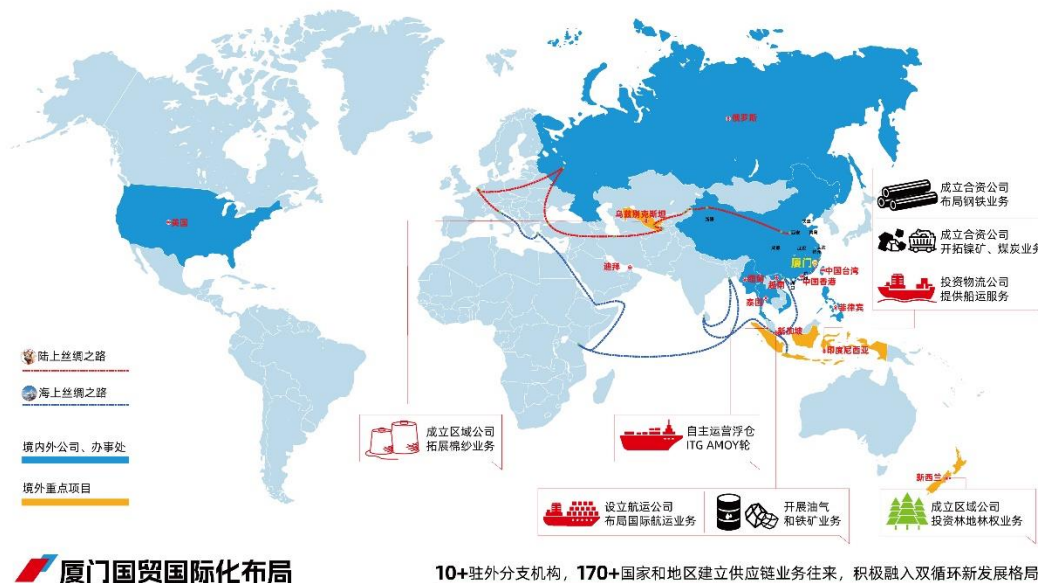 俄罗斯
美国
乌兹别克斯坦
迪拜
厦门
中国台湾
中国香港
缅甸
越南
泰国
菲律宾
新加坡
印度尼西亚
新西兰
成立合资公司
布局钢铁业务
成立合资公司
开拓镍矿、煤炭业务
投资物流公司
提供船运服务
陆上丝绸之路
海上丝绸之路
境内外公司、办事处
境外重点项目
成立区域公司
拓展棉纱业务
自主运营浮仓
ITG AMOY轮
设立航运公司
布局国际航运业务
开展油气
和铁矿业务
成立区域公司
投资林地林权业务
厦门国贸国际化布局
10+驻外分支机构，170+国家和地区建立供应链业务往来，积极融入双循环新发展格局